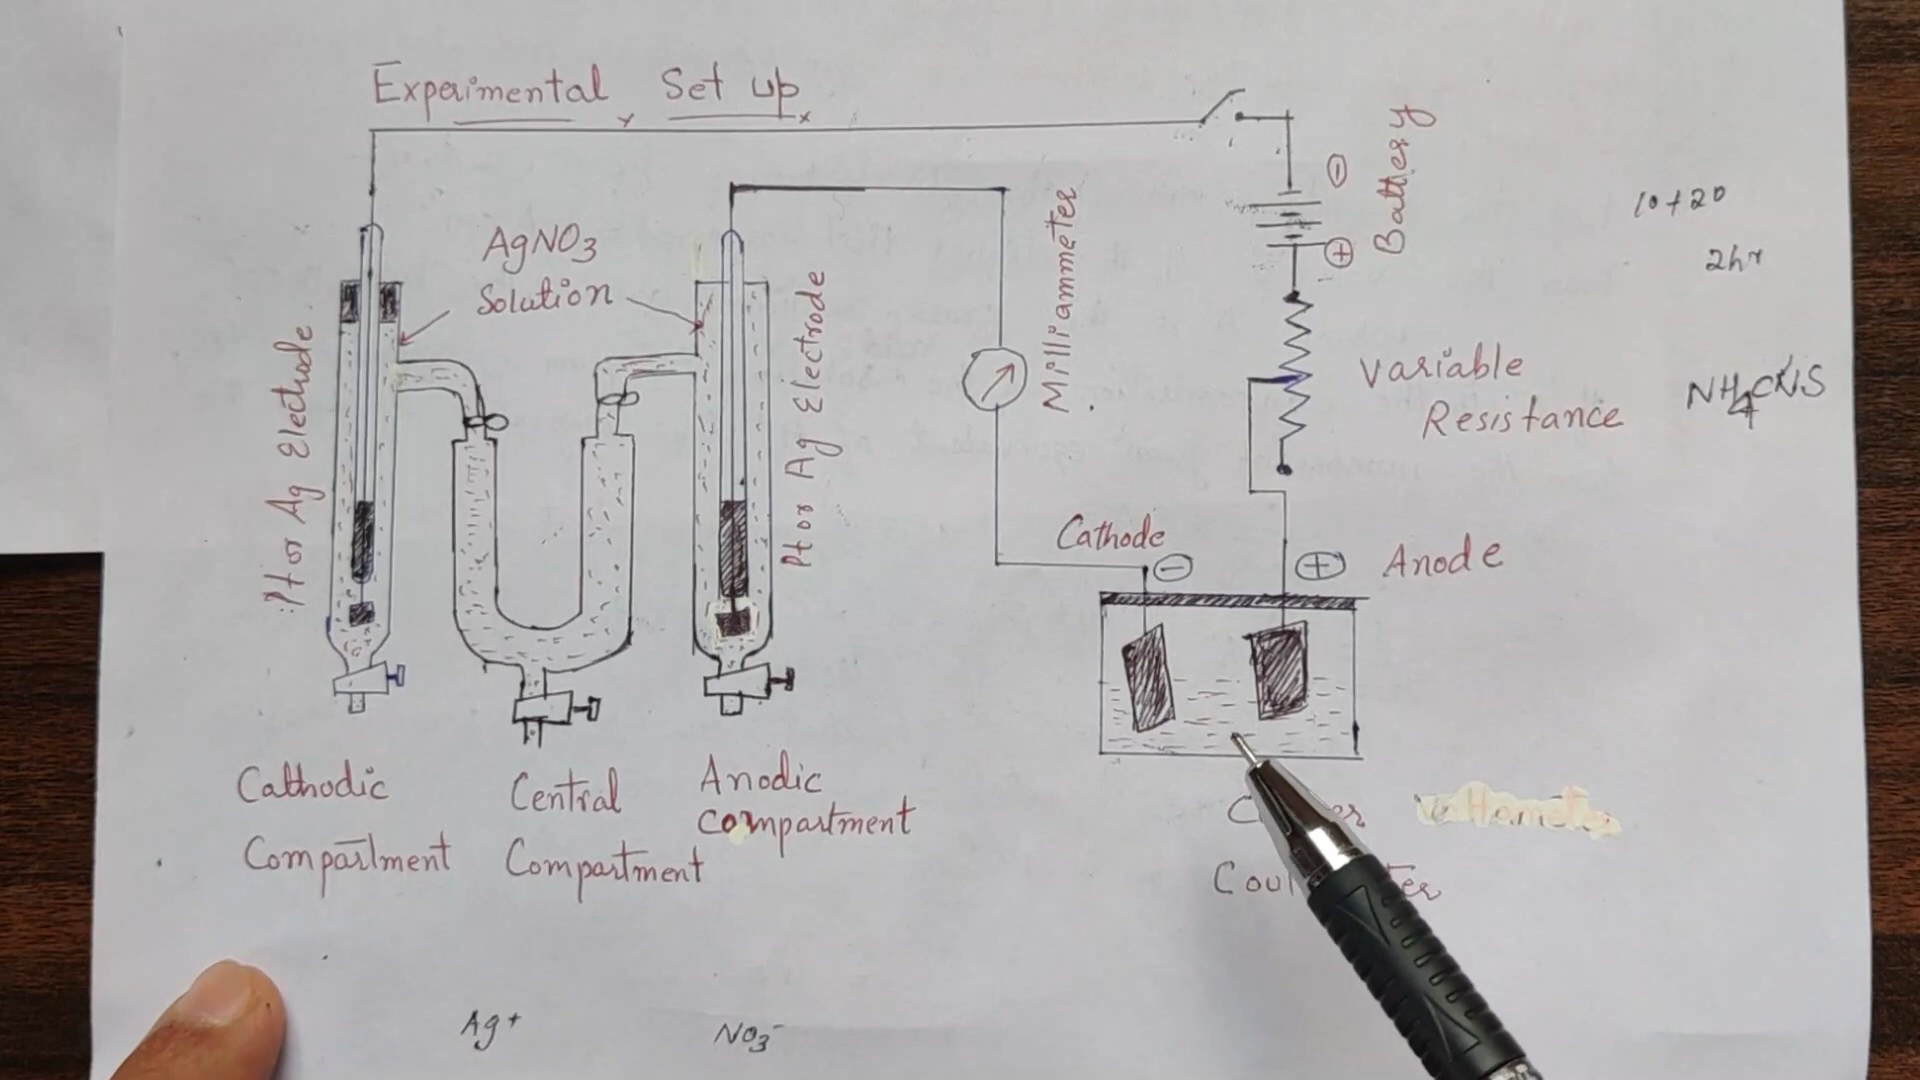 Experimental Set up
AgNO3
Solution
Pt or Ag Electrode
Pt or Ag Electrode
Milliammeter
Battery
⊖
⊕
10+20
2hr
Variable
Resistance
NH4CNS
Cathode
⊖
⊕ Anode
Cathodic
Compartment
Central
Compartment
Anodic
Compartment
Ag+
NO3-